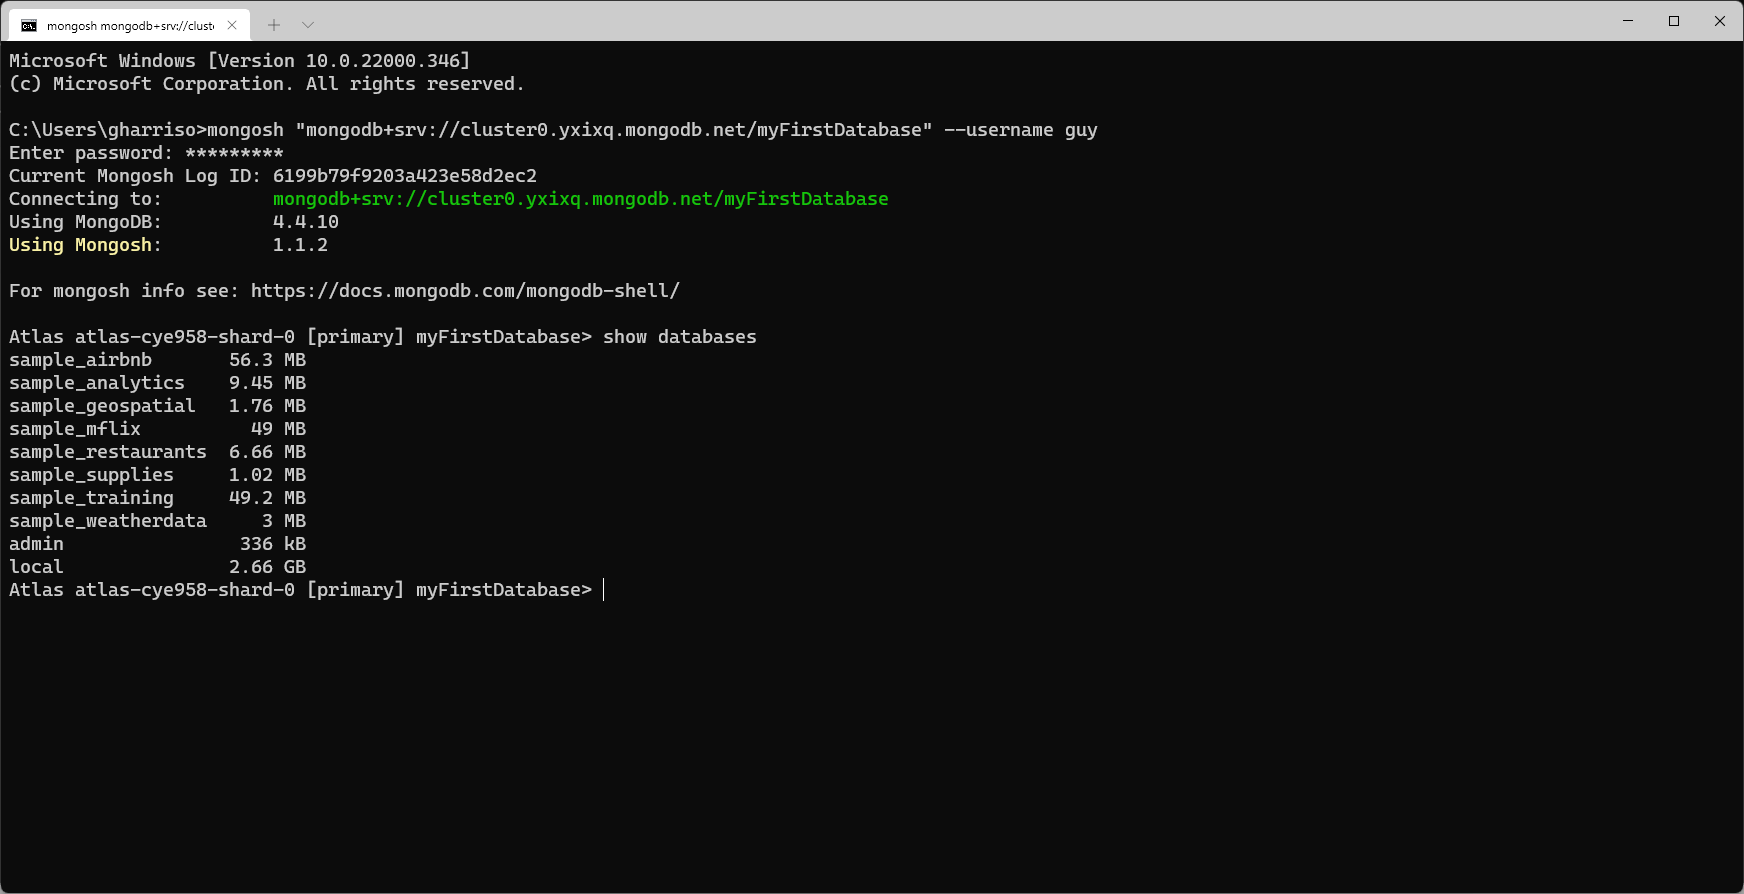 mongosh mongodb+srv://clust
Microsoft Windows [Version 10.0.22000.346]
(c) Microsoft Corporation. All rights reserved.
C:\Users\gharriso>mongosh "mongodb+srv://cluster0.yxixq.mongodb.net/myFirstDatabase" --username guy
Enter password: *********
Current Mongosh Log ID: 6199b79f9203a423e58d2ec2
Connecting to:          mongodb+srv://cluster0.yxixq.mongodb.net/myFirstDatabase
Using MongoDB:          4.4.10
Using Mongosh:          1.1.2
For mongosh info see: https://docs.mongodb.com/mongodb-shell/
Atlas atlas-cye958-shard-0 [primary] myFirstDatabase> show databases
sample_airbnb       56.3 MB
sample_analytics    9.45 MB
sample_geospatial   1.76 MB
sample_mflix          49 MB
sample_restaurants  6.66 MB
sample_supplies     1.02 MB
sample_training     49.2 MB
sample_weatherdata     3 MB
admin                336 kB
local               2.66 GB
Atlas atlas-cye958-shard-0 [primary] myFirstDatabase>